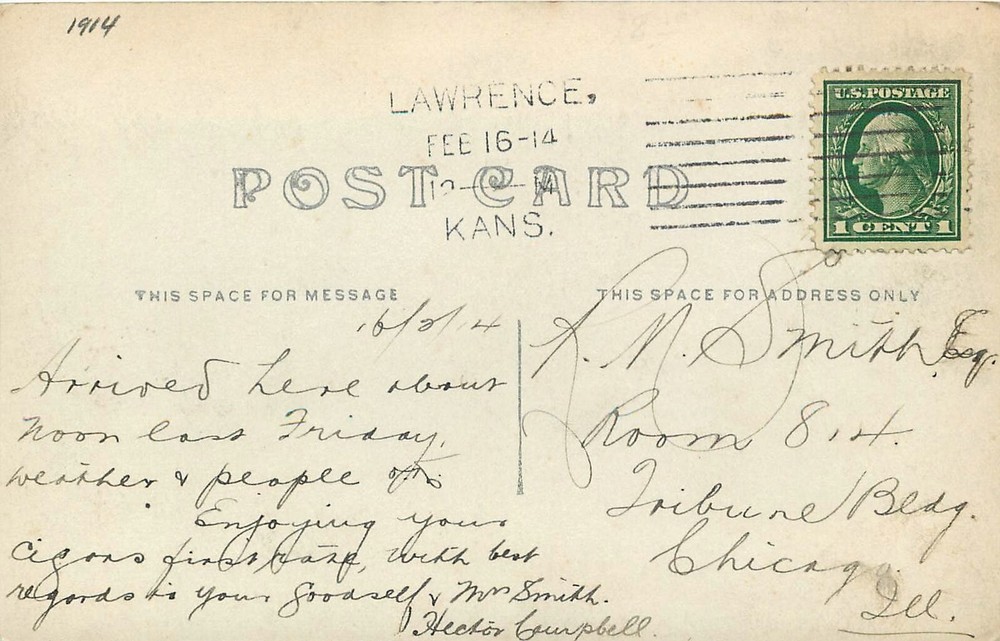 1914
LAWRENCE,
FEB 16-14
KANS.
U.S. POSTAGE
1 CENT 1
POST CARD
THIS SPACE FOR MESSAGE
THIS SPACE FOR ADDRESS ONLY
16/2/14
Arrived here about
noon last Friday,
weather & people
Enjoying your
cigars first rate, with best
regards to your Goodself & Mrs Smith.
Hector Campbell.
R. M. Smith Esq.
Room 814.
Tribune Bldg.
Chicago
Ill.